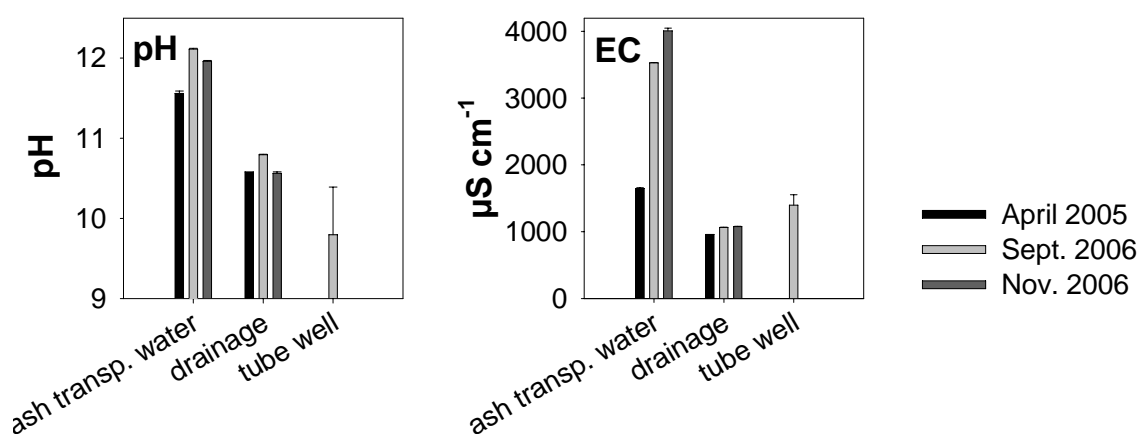 pH
pH
12
11
10
9
ash transp. water
drainage
tube well
EC
µS cm-1
4000
3000
2000
1000
0
ash transp. water
drainage
tube well
April 2005
Sept. 2006
Nov. 2006